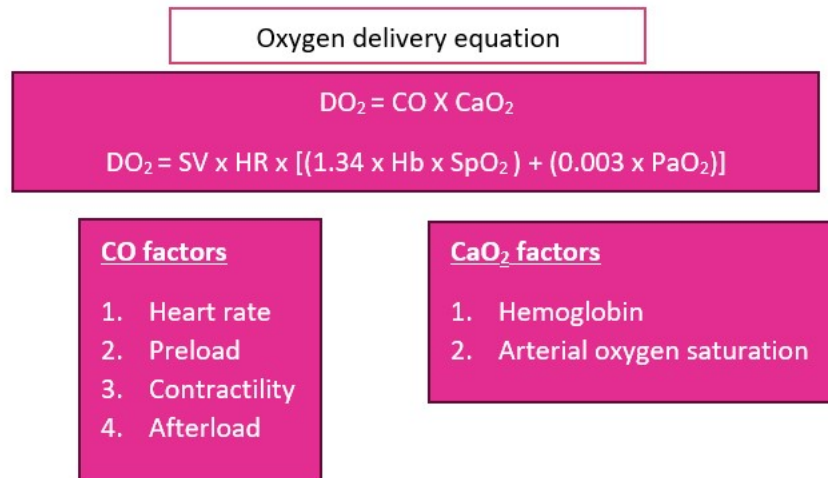 Oxygen delivery equation
DO₂ = CO X CaO₂
DO₂ = SV x HR x [(1.34 x Hb x SpO₂ ) + (0.003 x PaO₂)]
CO factors
1. Heart rate
2. Preload
3. Contractility
4. Afterload
CaO₂ factors
1. Hemoglobin
2. Arterial oxygen saturation